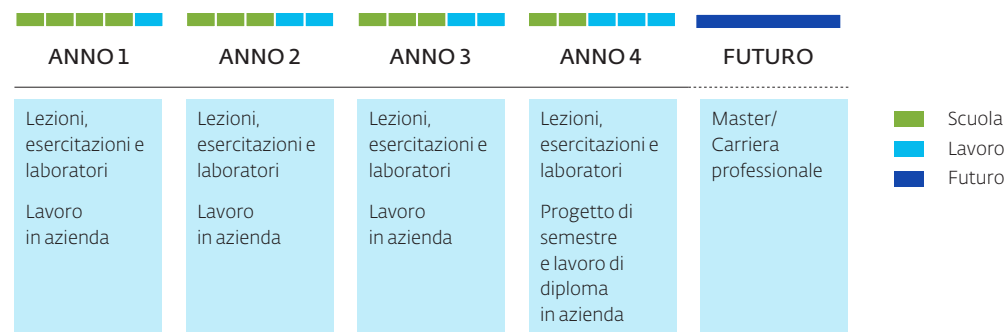 ANNO 1
ANNO 2
ANNO 3
ANNO 4
FUTURO
Lezioni,
esercitazioni e
laboratori
Lavoro
in azienda
Lezioni,
esercitazioni e
laboratori
Lavoro
in azienda
Lezioni,
esercitazioni e
laboratori
Lavoro
in azienda
Lezioni,
esercitazioni e
laboratori
Progetto di
semestre
e lavoro di
diploma
in azienda
Master/
Carriera
professionale
Scuola
Lavoro
Futuro